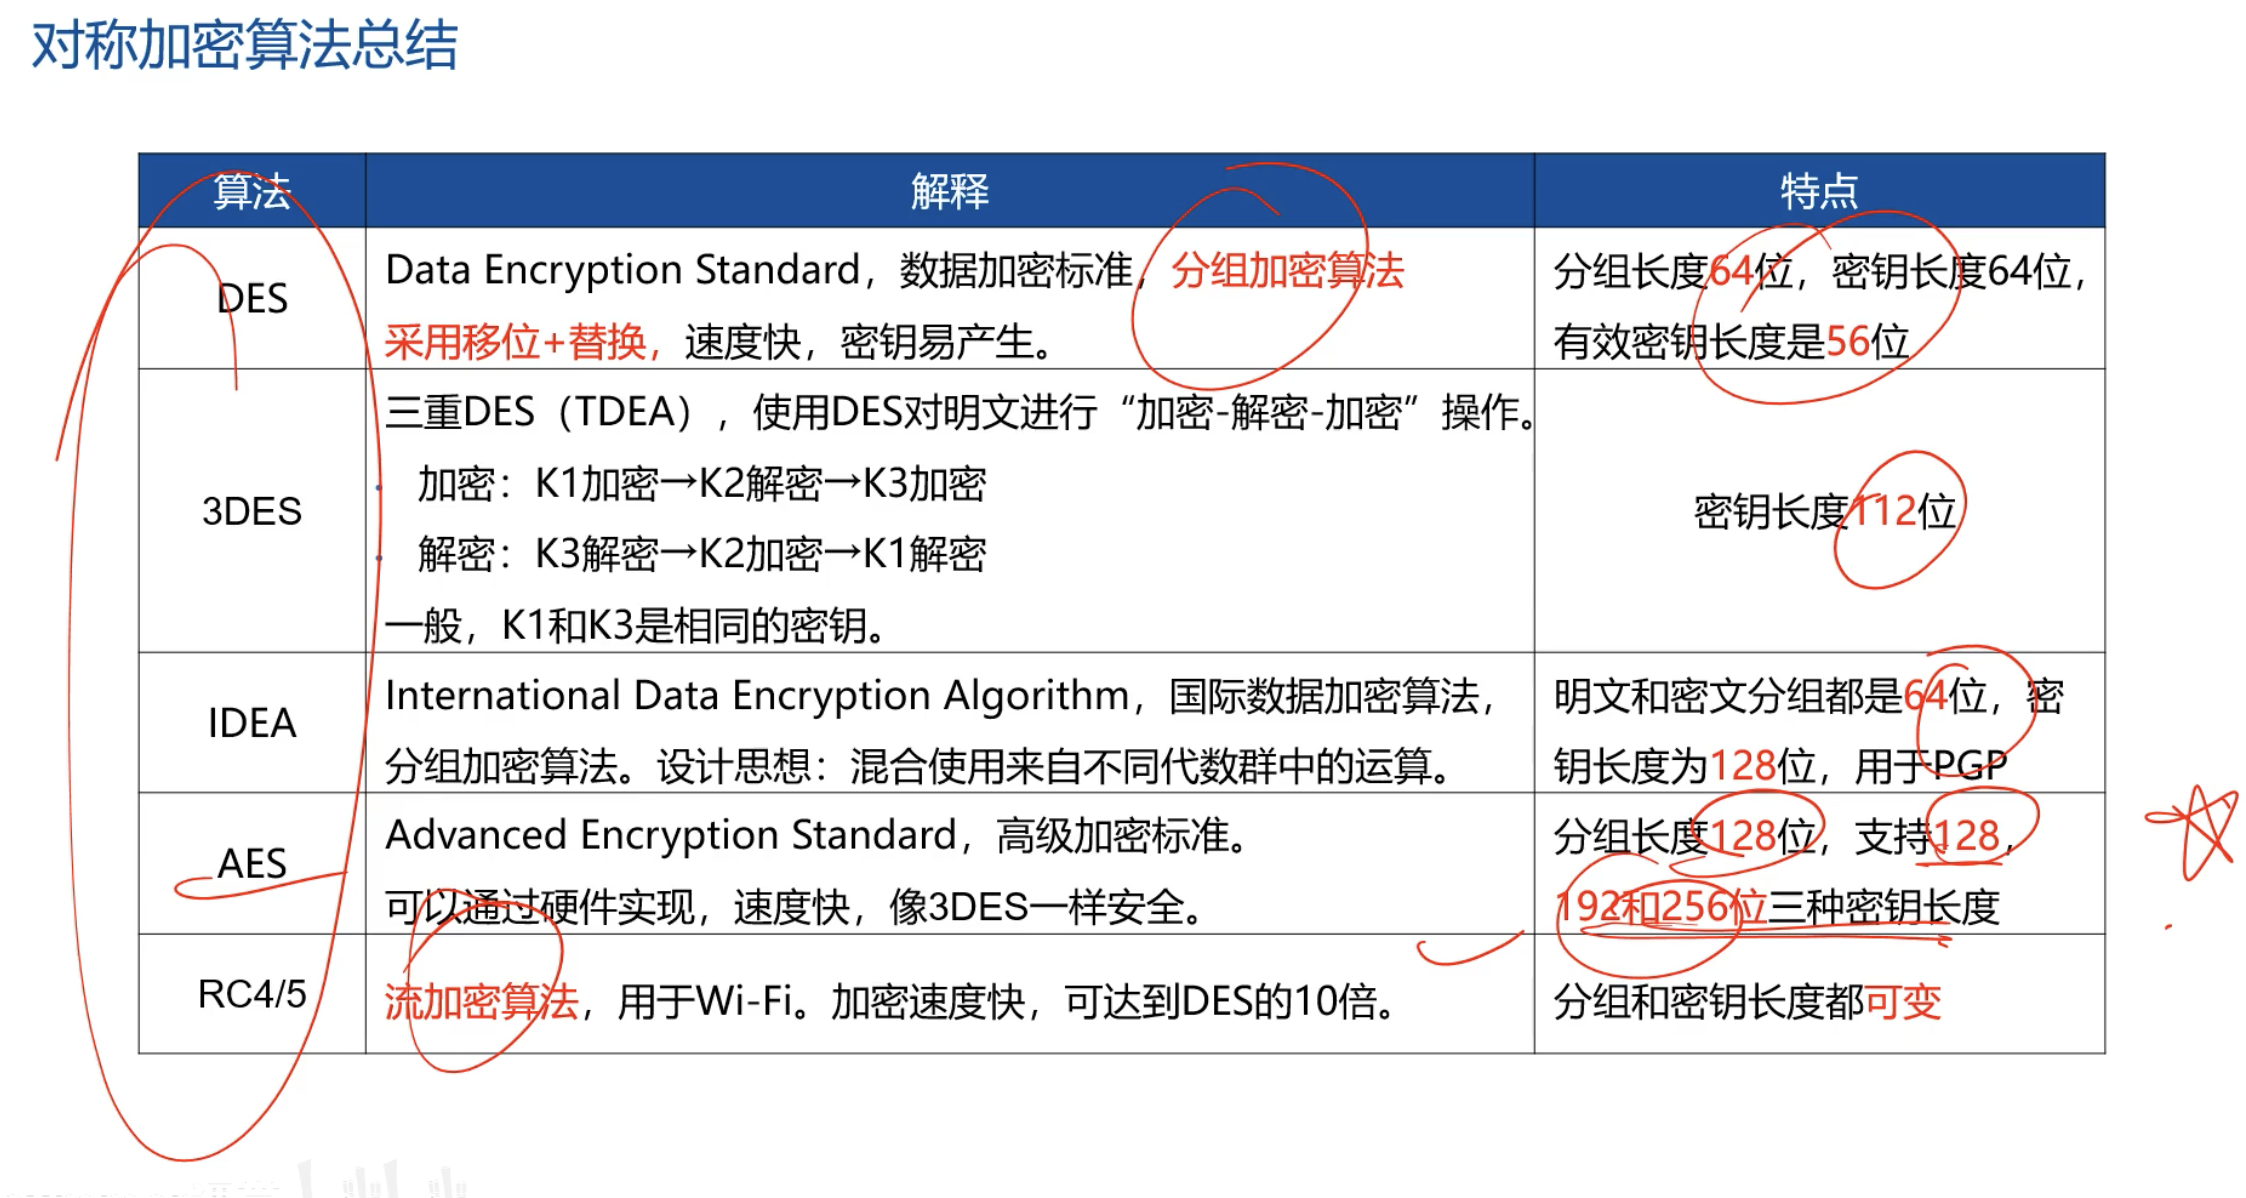 对称加密算法总结
算法 解释 特点
DES
Data Encryption Standard，数据加密标准，分组加密算法
采用移位+替换，速度快，密钥易产生。
分组长度64位，密钥长度64位，
有效密钥长度是56位
3DES
三重DES（TDEA），使用DES对明文进行“加密-解密-加密”操作。
加密：K1加密→K2解密→K3加密
解密：K3解密→K2加密→K1解密
一般，K1和K3是相同的密钥。
密钥长度112位
IDEA
International Data Encryption Algorithm，国际数据加密算法，
分组加密算法。设计思想：混合使用来自不同代数群中的运算。
明文和密文分组都是64位，密
钥长度为128位，用于PGP
AES
Advanced Encryption Standard，高级加密标准。
可以通过硬件实现，速度快，像3DES一样安全。
分组长度128位，支持128，
192和256位三种密钥长度
RC4/5
流加密算法，用于Wi-Fi。加密速度快，可达到DES的10倍。
分组和密钥长度都可变